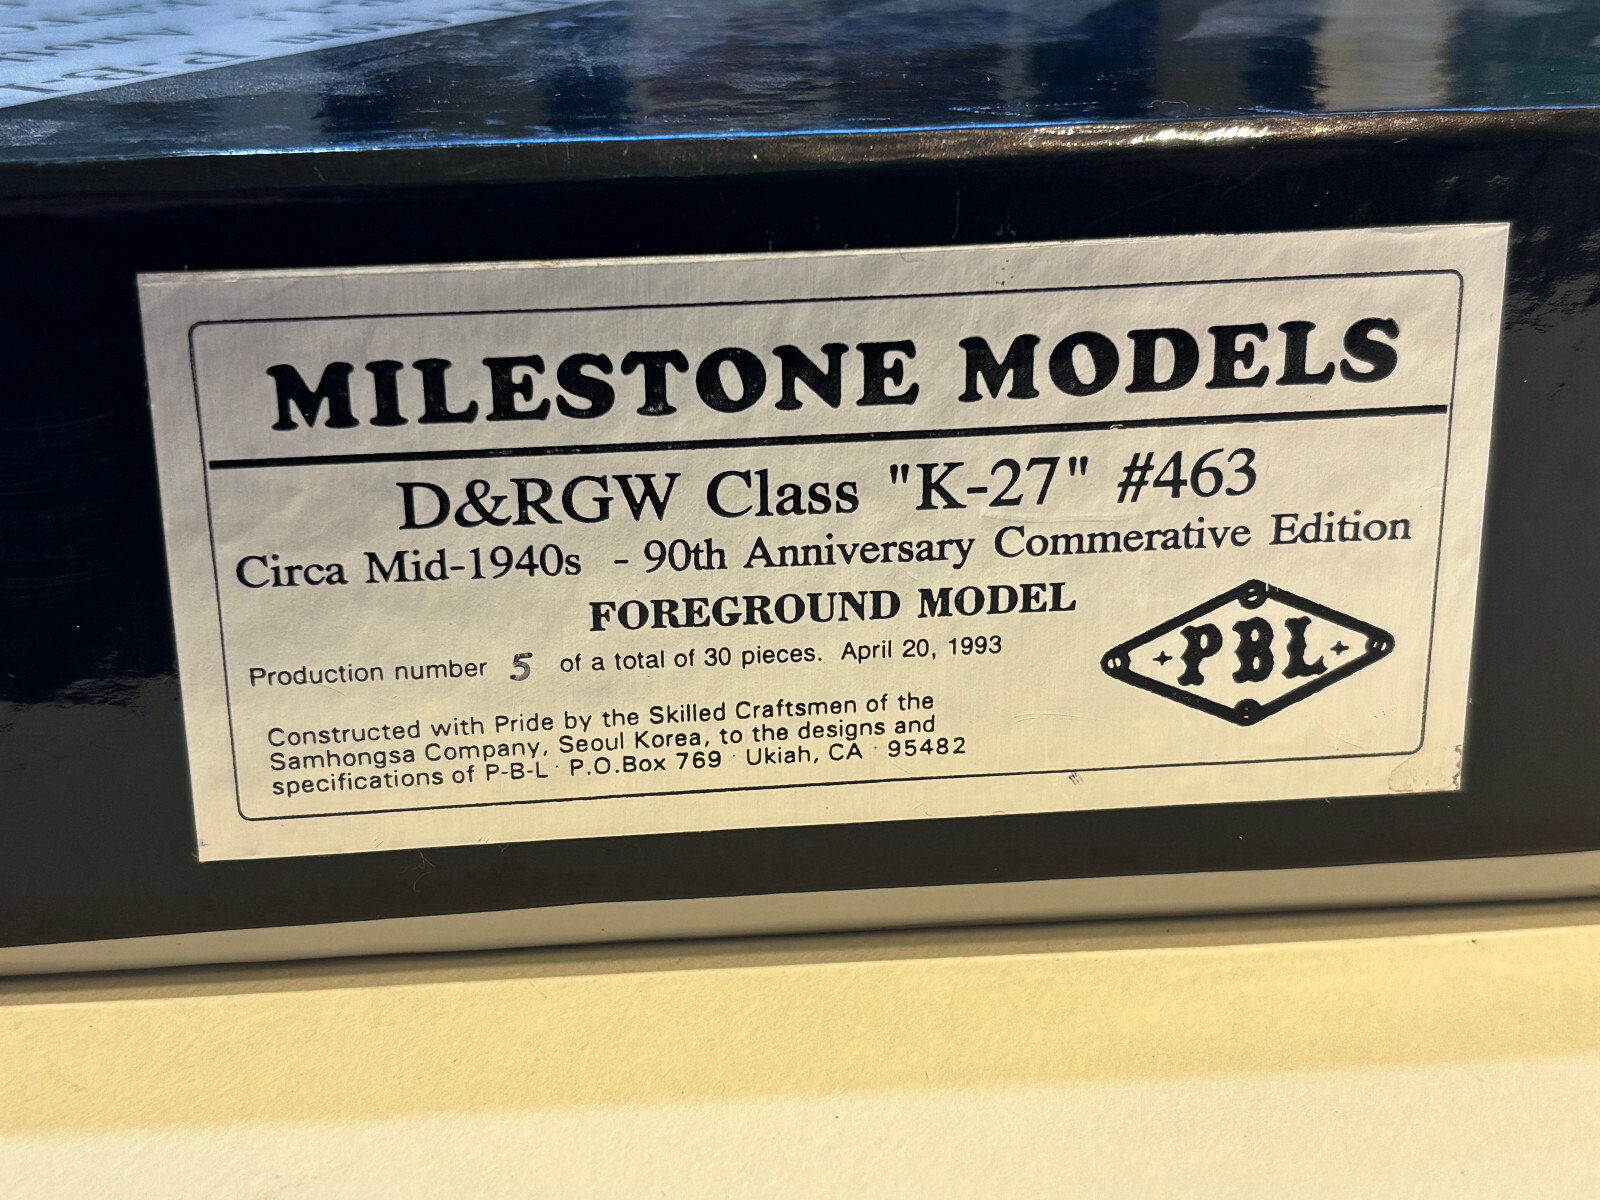 MILESTONE MODELS
D&RGW Class "K-27" #463
Circa Mid-1940s - 90th Anniversary Commerative Edition
FOREGROUND MODEL
Production number 5 of a total of 30 pieces. April 20, 1993
Constructed with Pride by the Skilled Craftsmen of the
Samhongsa Company, Seoul Korea, to the designs and
specifications of P-B-L · P.O.Box 769 · Ukiah, CA · 95482
PBL